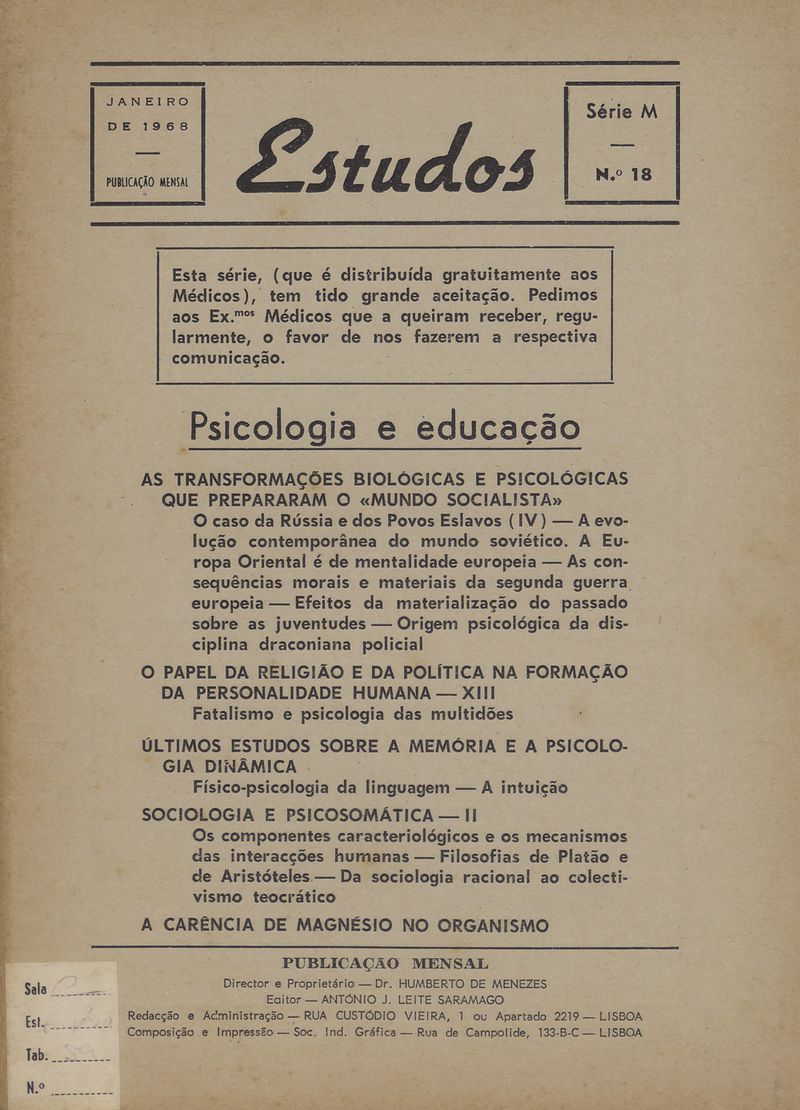 JANEIRO
DE 1968
PUBLICAÇÃO MENSAL
Estudos
Série M
N.º 18
Esta série, (que é distribuída gratuitamente aos
Médicos), tem tido grande aceitação. Pedimos
aos Ex.mos Médicos que a queiram receber, regu-
larmente, o favor de nos fazerem a respectiva
comunicação.
Psicologia e educação
AS TRANSFORMAÇÕES BIOLÓGICAS E PSICOLÓGICAS
QUE PREPARARAM O «MUNDO SOCIALISTA»
O caso da Rússia e dos Povos Eslavos (IV) — A evo-
lução contemporânea do mundo soviético. A Eu-
ropa Oriental é de mentalidade europeia — As con-
sequências morais e materiais da segunda guerra
europeia — Efeitos da materialização do passado
sobre as juventudes — Origem psicológica da dis-
ciplina draconiana policial
O PAPEL DA RELIGIÃO E DA POLÍTICA NA FORMAÇÃO
DA PERSONALIDADE HUMANA — XIII
Fatalismo e psicologia das multidões
ÚLTIMOS ESTUDOS SOBRE A MEMÓRIA E A PSICOLO-
GIA DINÂMICA
Físico-psicologia da linguagem — A intuição
SOCIOLOGIA E PSICOSOMÁTICA — II
Os componentes caracteriológicos e os mecanismos
das interacções humanas — Filosofias de Platão e
de Aristóteles — Da sociologia racional ao colecti-
vismo teocrático
A CARÊNCIA DE MAGNÉSIO NO ORGANISMO
PUBLICAÇÃO MENSAL
Director e Proprietário — Dr. HUMBERTO DE MENEZES
Editor — ANTÓNIO J. LEITE SARAMAGO
Redacção e Administração — RUA CUSTÓDIO VIEIRA, 1 ou Apartado 2219 — LISBOA
Composição e Impressão — Soc. Ind. Gráfica — Rua de Campolide, 133-B-C — LISBOA
Sala
Est.
Tab.
N.º